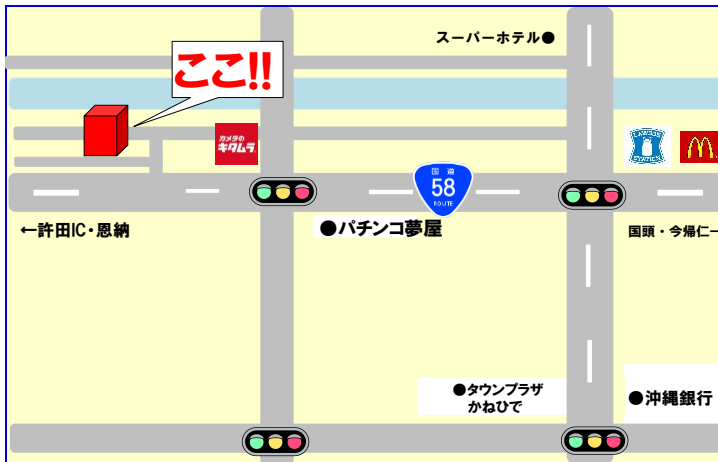 スーパーホテル●
ここ!!
カメラの
キタムラ
LAWSON
STATION
国道
58
ROUTE
←許田IC・恩納
●パチンコ夢屋
国頭・今帰仁→
●タウンプラザ
かねひで
●沖縄銀行